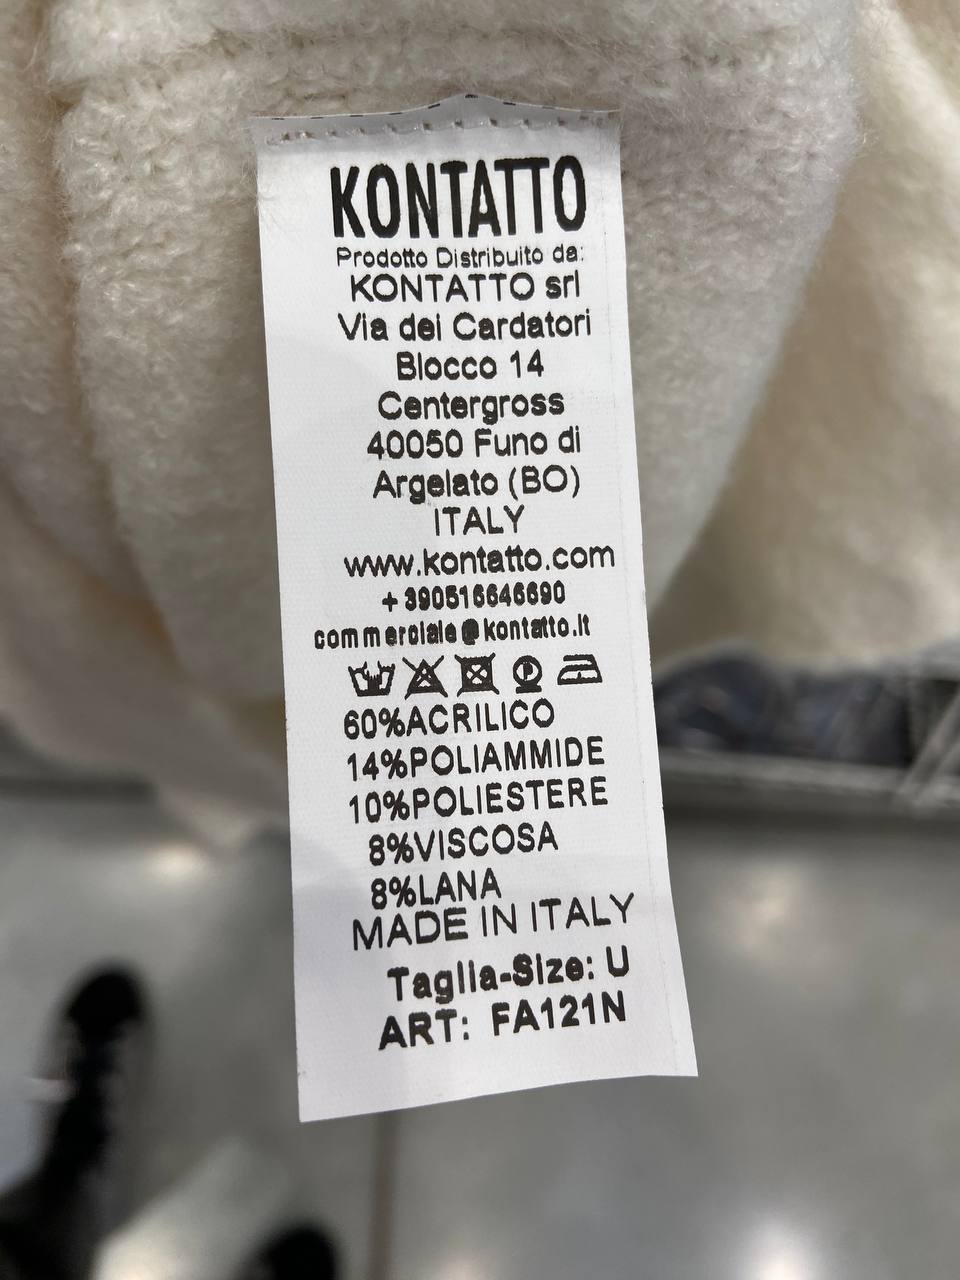 KONTATTO
Prodotto Distribuito da:
KONTATTO srl
Via dei Cardatori
Blocco 14
Centergross
40050 Funo di
Argelato (BO)
ITALY
www.kontatto.com
+390516646690
commerciale@kontatto.it
P
60%ACRILICO
14%POLIAMMIDE
10%POLIESTERE
8%VISCOSA
8%LANA
MADE IN ITALY
Taglia-Size: U
ART: FA121N